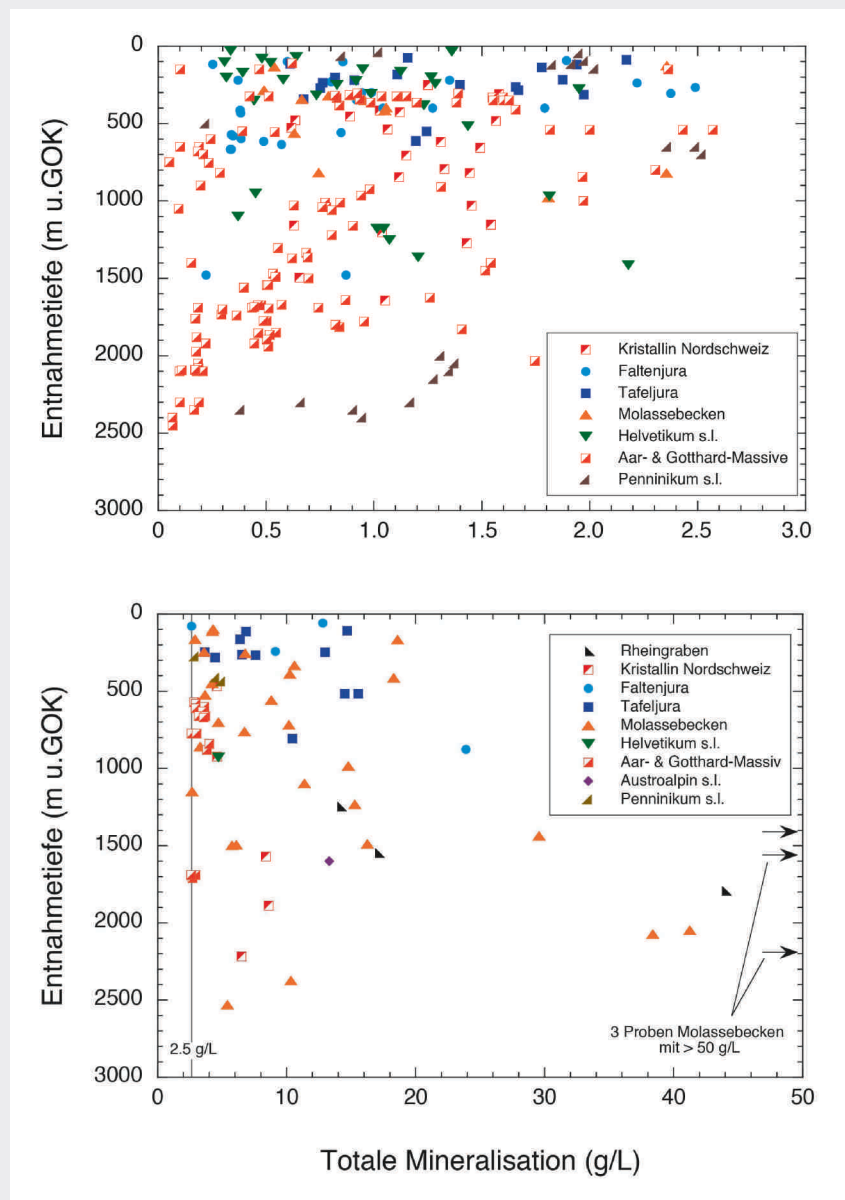 0
500
1000
1500
2000
2500
3000
Entnahmetiefe (m u.GOK)
Kristallin Nordschweiz
Faltenjura
Tafeljura
Molassebecken
Helvetikum s.l.
Aar- & Gotthard-Massive
Penninikum s.l.
0 0.5 1.0 1.5 2.0 2.5 3.0
0
500
1000
1500
2000
2500
3000
Entnahmetiefe (m u.GOK)
Rheingraben
Kristallin Nordschweiz
Faltenjura
Tafeljura
Molassebecken
Helvetikum s.l.
Aar- & Gotthard-Massiv
Austroalpin s.l.
Penninikum s.l.
3 Proben Molassebecken
mit > 50 g/L
2.5 g/L
0 10 20 30 40 50
Totale Mineralisation (g/L)